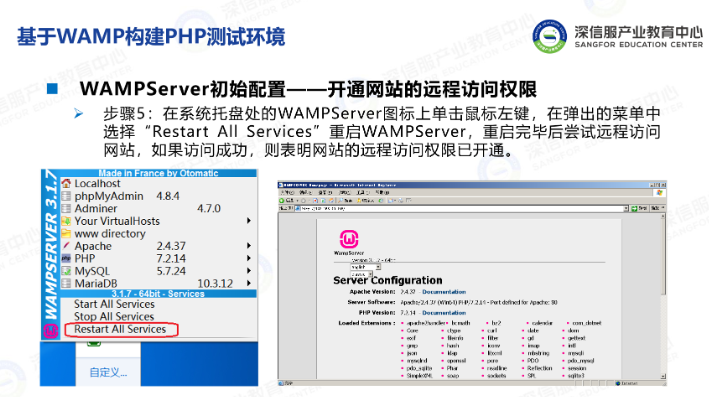 基于WAMP构建PHP测试环境
深信服产业教育中心
SANGFOR EDUCATION CENTER
WAMPServer初始配置——开通网站的远程访问权限
步骤5：在系统托盘处的WAMPServer图标上单击鼠标左键，在弹出的菜单中
选择“Restart All Services”重启WAMPServer，重启完毕后尝试远程访问
网站，如果访问成功，则表明网站的远程访问权限已开通。
WAMPSERVER 3.1.7
Made in France by Otomatic
Localhost
phpMyAdmin 4.8.4
Adminer 4.7.0
Your VirtualHosts
www directory
Apache 2.4.37
PHP 7.2.14
MySQL 5.7.24
MariaDB 10.3.12
3.1.7 - 64bit - Services
Start All Services
Stop All Services
Restart All Services
自定义...
WampServer
Version 3.1.7 - 64bit
english
classic
Server Configuration
Apache Version: 2.4.37 - Documentation
Server Software: Apache/2.4.37 (Win64) PHP/7.2.14 - Port defined for Apache: 80
PHP Version: 7.2.14 - Documentation
Loaded Extensions : apache2handler bcmath bz2 calendar com_dotnet
Core ctype curl date dom
exif fileinfo filter gd gettext
gmp hash iconv imap intl
json ldap libxml mbstring mysqli
mysqlnd openssl pcre PDO pdo_mysql
pdo_sqlite Phar readline Reflection session
SimpleXML soap sockets SPL sqlite3
Internet